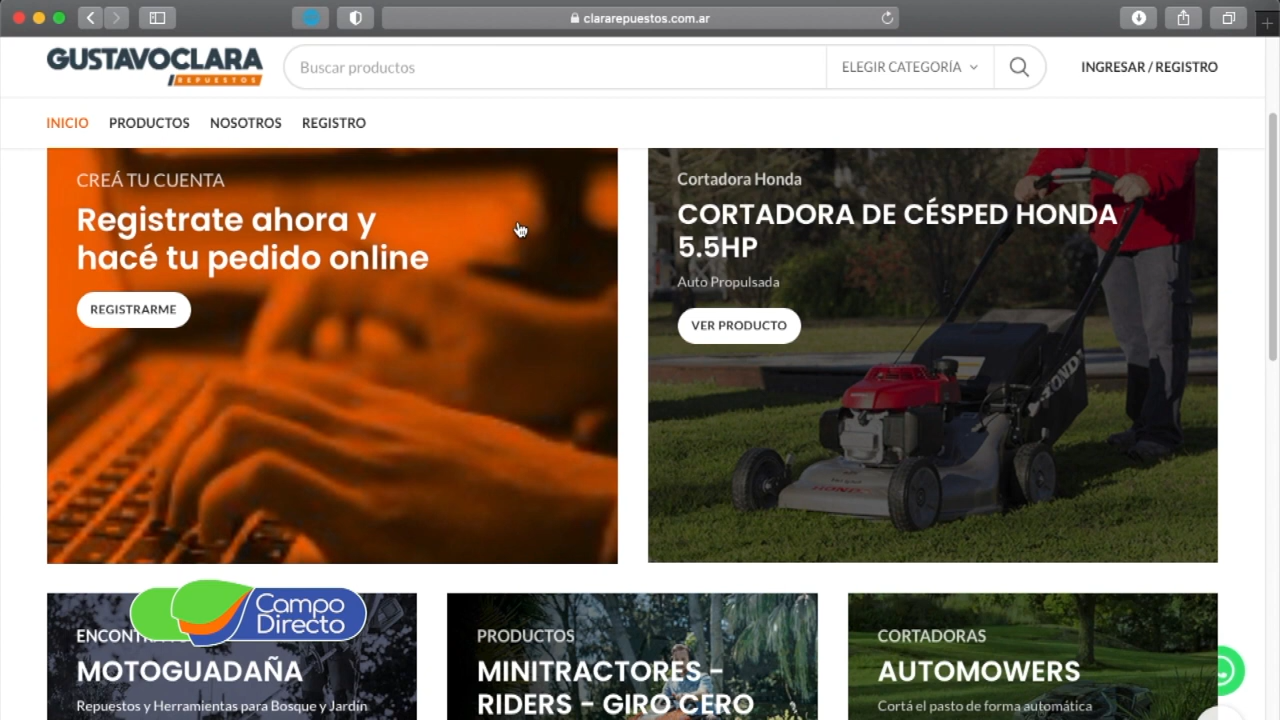 clararepuestos.com.ar
GUSTAVOCLARA
REPUESTOS
Buscar productos
ELEGIR CATEGORÍA
INGRESAR / REGISTRO
INICIO
PRODUCTOS
NOSOTROS
REGISTRO
CREÁ TU CUENTA
Registrate ahora y
hacé tu pedido online
REGISTRARME
Cortadora Honda
CORTADORA DE CÉSPED HONDA
5.5HP
Auto Propulsada
VER PRODUCTO
HONDA
Campo
Directo
MOTOGUADAÑA
Repuestos y Herramientas para Bosque y Jardín
PRODUCTOS
MINITRACTORES -
RIDERS - GIRO CERO
CORTADORAS
AUTOMOWERS
Cortá el pasto de forma automática